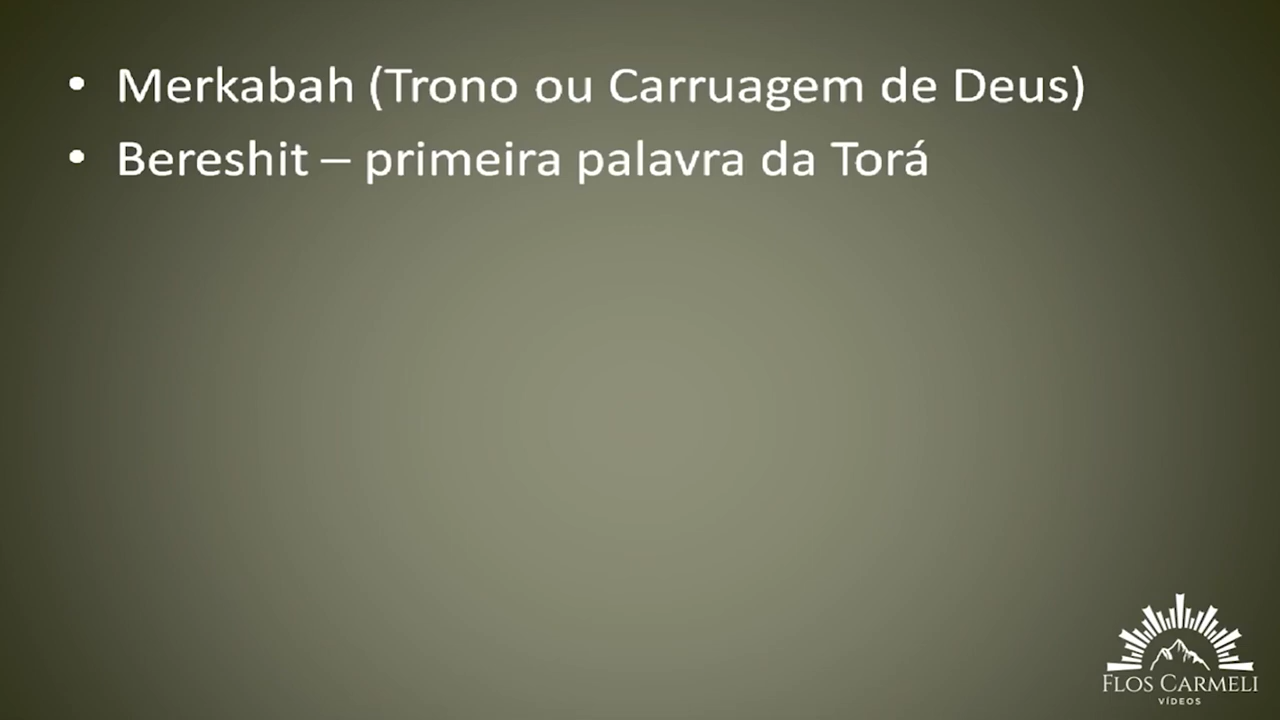 • Merkabah (Trono ou Carruagem de Deus)
• Bereshit – primeira palavra da Torá
FLOS CARMELI
VÍDEOS